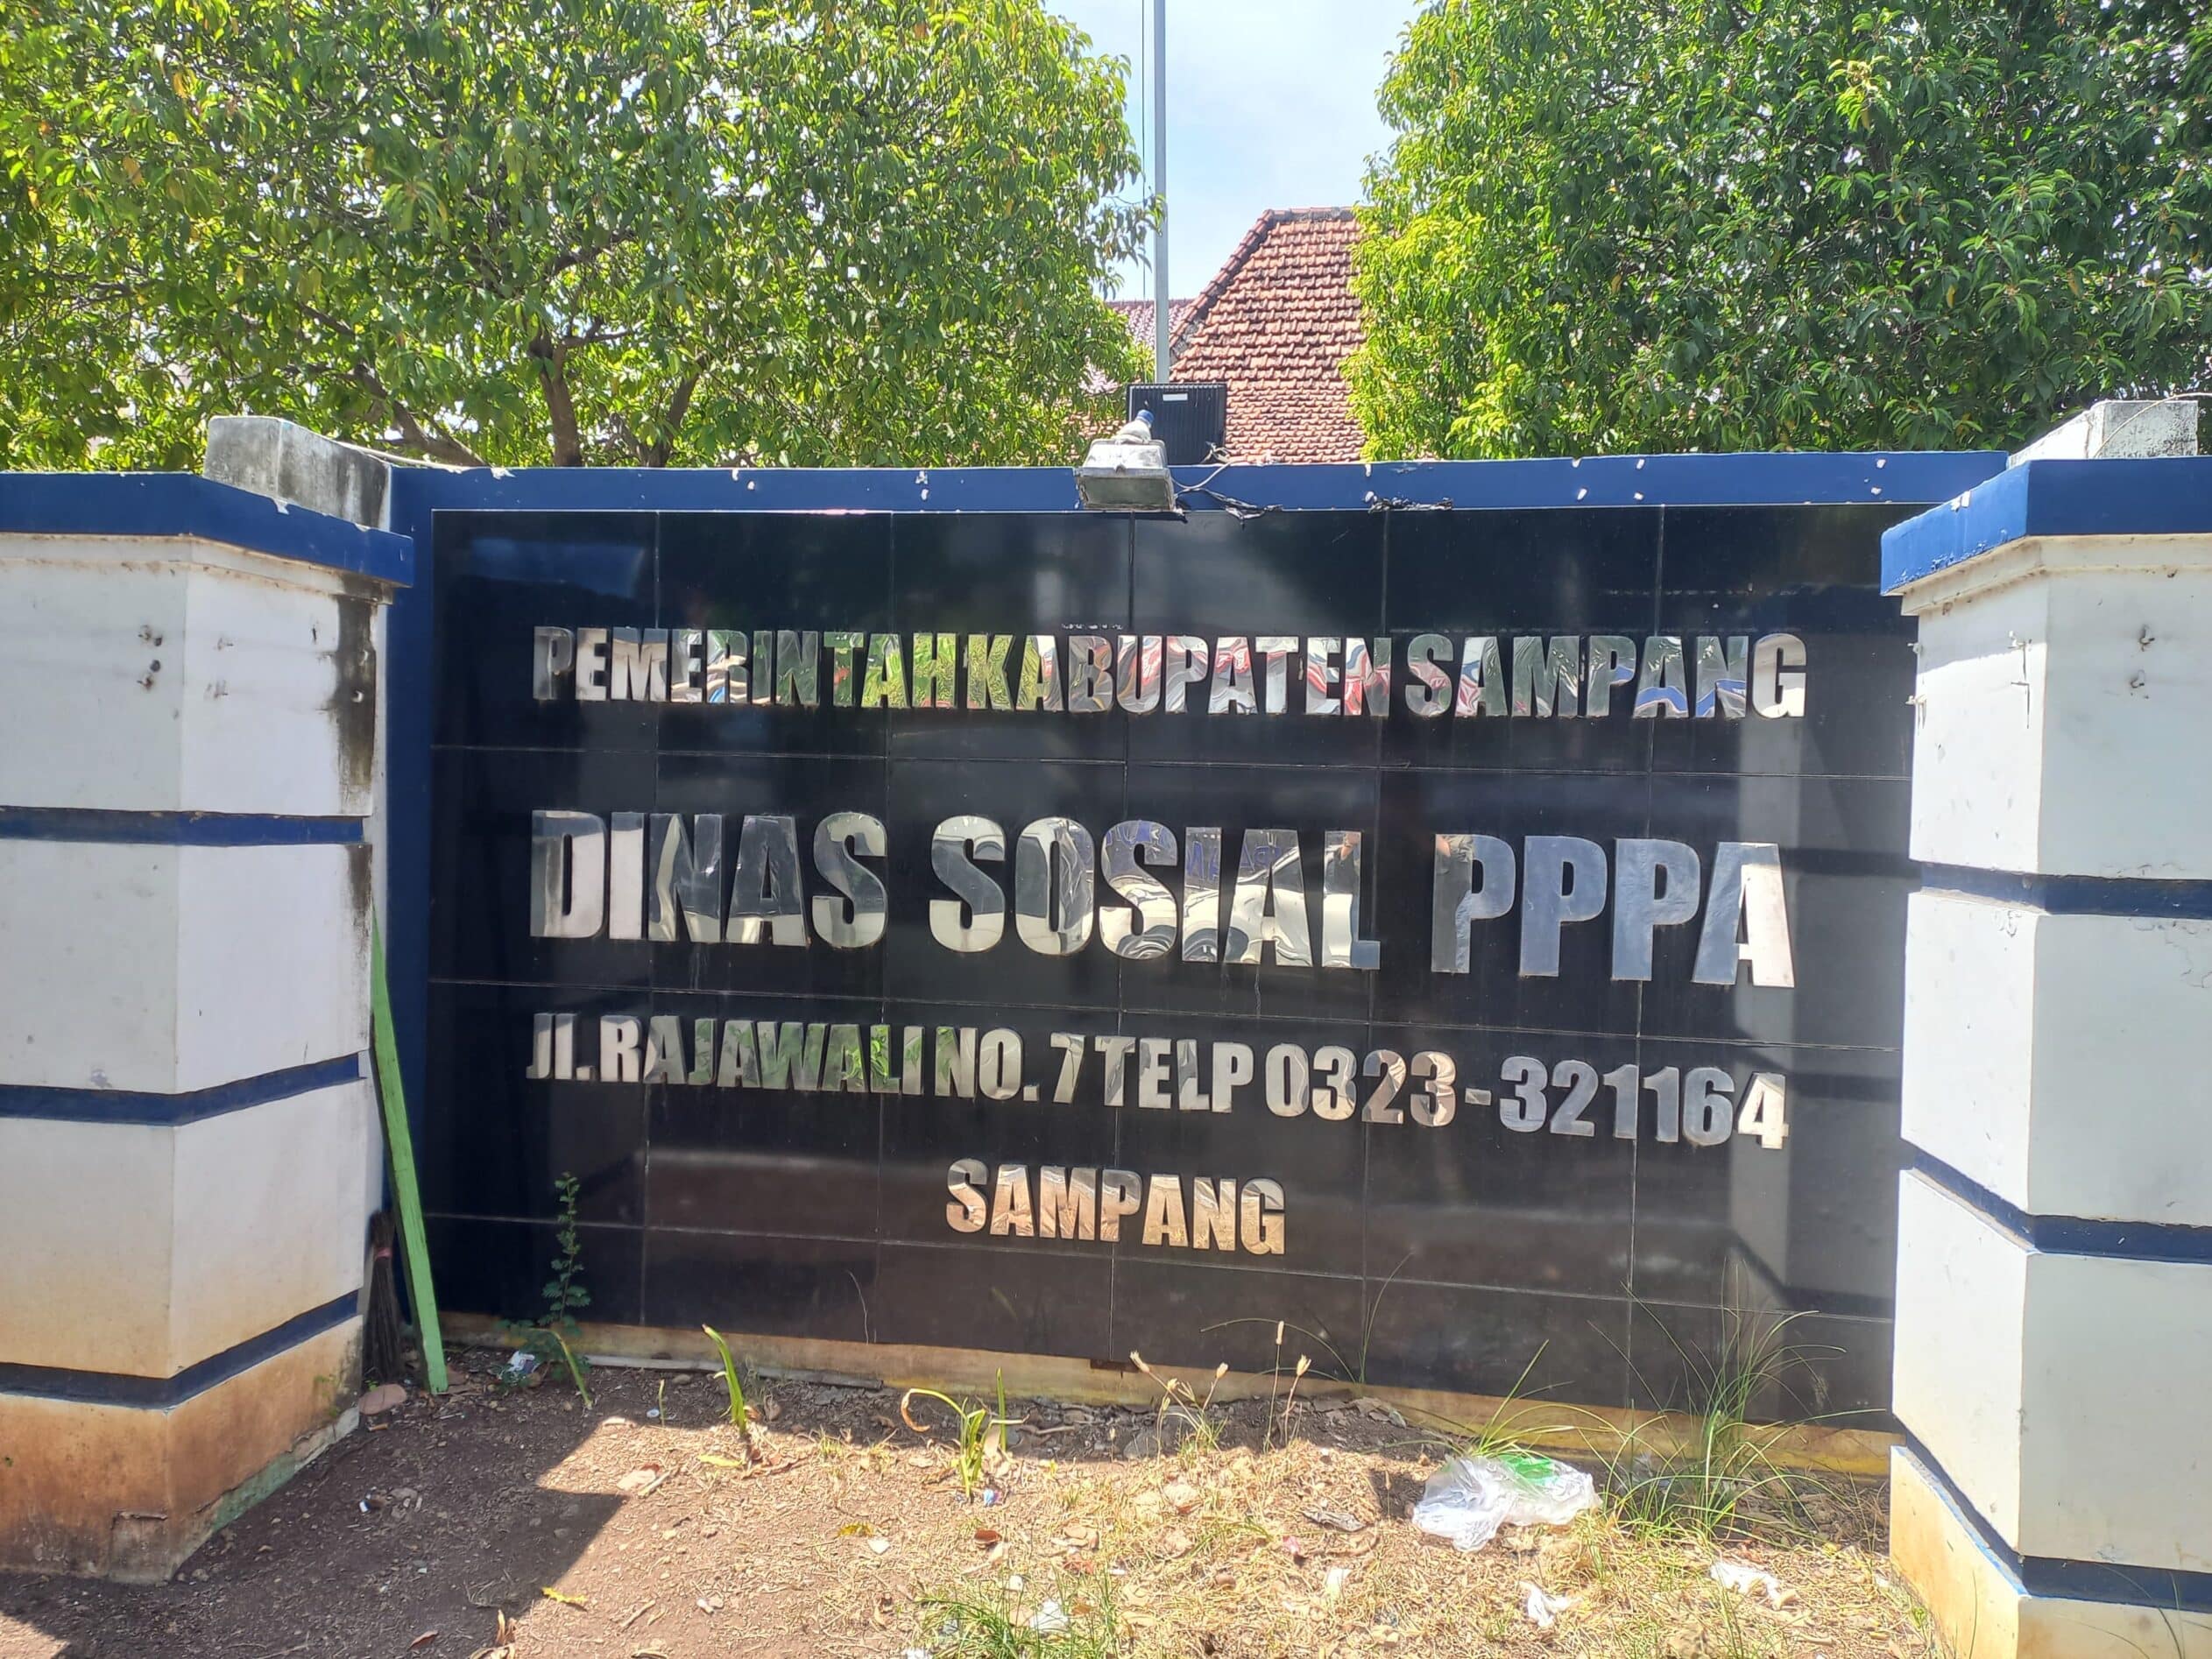 PEMERINTAH KABUPATEN SAMPANG
DINAS SOSIAL PPPA
Jl. RAJAWALI NO. 7 TELP 0323-321164
SAMPANG